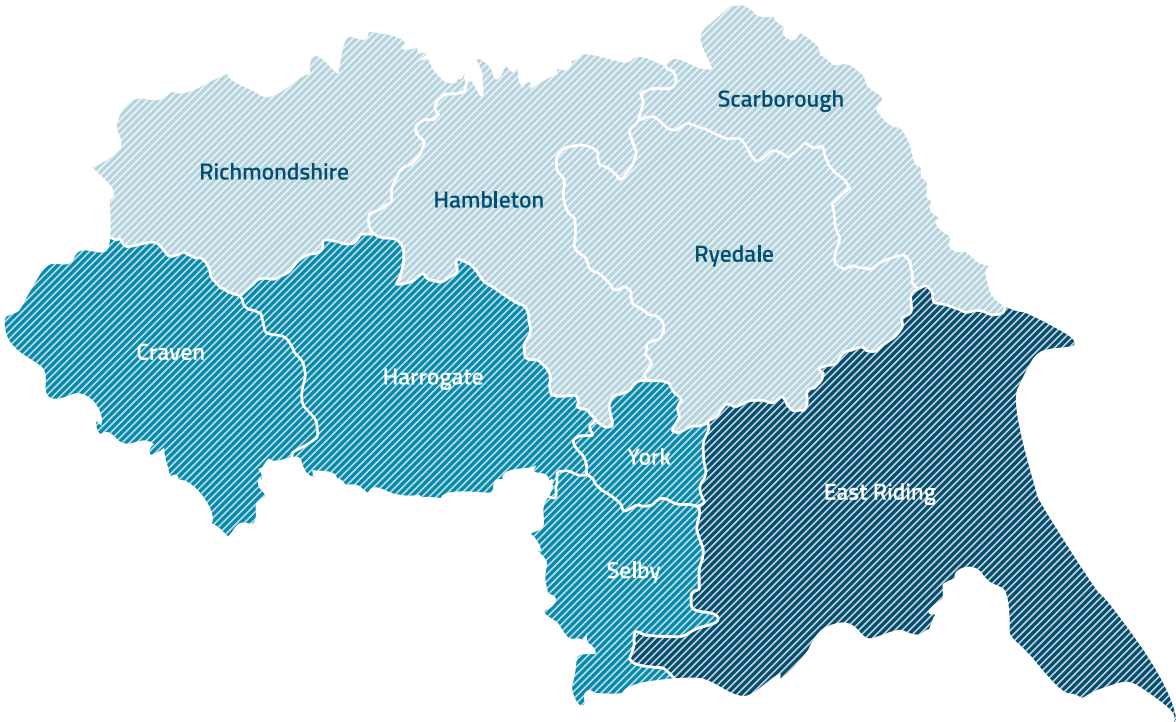 Scarborough
Richmondshire
Hambleton
Ryedale
Craven
Harrogate
York
East Riding
Selby